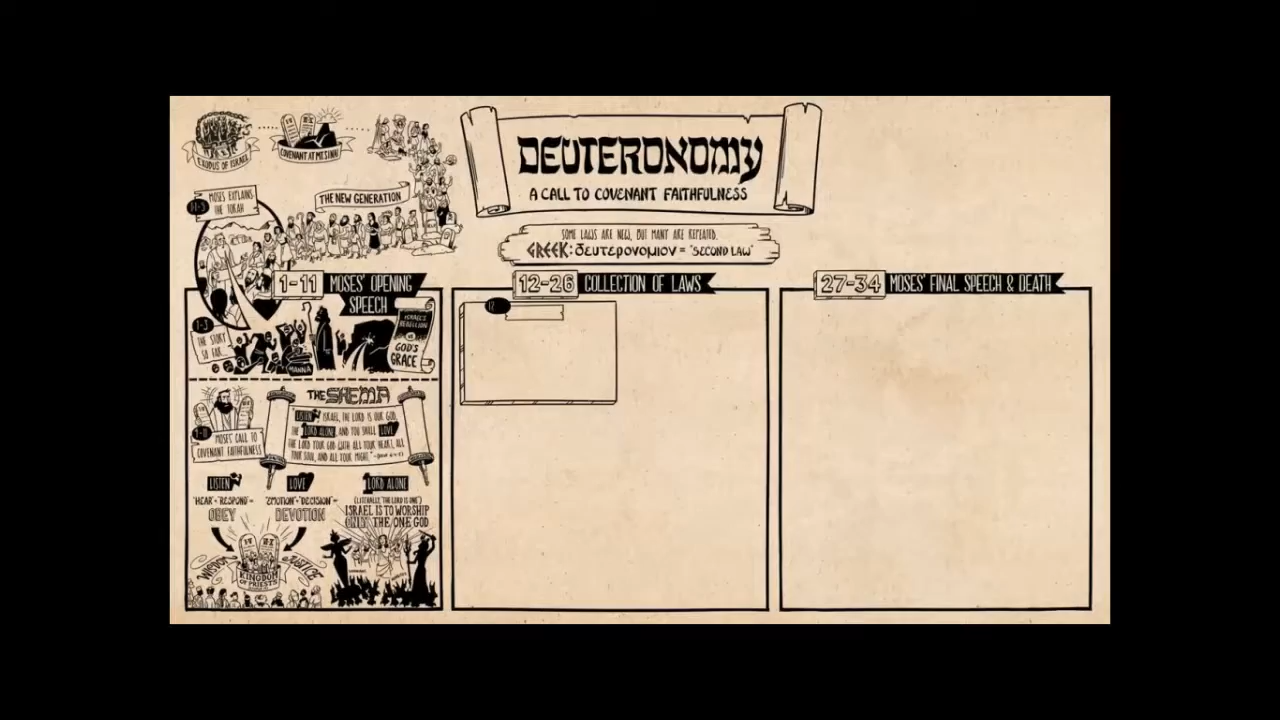 EXODUS OF ISRAEL
COVENANT AT MT. SINAI
DEUTERONOMY
A CALL TO COVENANT FAITHFULNESS
MOSES EXPLAINS
THE TORAH
THE NEW GENERATION
SOME LAWS ARE NEW, BUT MANY ARE REPEATED.
GREEK: δευτερονομιον = "SECOND LAW"
1-11 MOSES' OPENING
SPEECH
12-26 COLLECTION OF LAWS
27-34 MOSES' FINAL SPEECH & DEATH
1-3
THE STORY
SO FAR...
MANNA
ISRAEL'S
REBELLION
VS
GOD'S
GRACE
12
THE SHEMA
LISTEN ISRAEL, THE LORD IS OUR GOD,
THE LORD ALONE, AND YOU SHALL LOVE
THE LORD YOUR GOD WITH ALL YOUR HEART, ALL
YOUR SOUL, AND ALL YOUR MIGHT.
MOSES' CALL TO
COVENANT FAITHFULNESS
LISTEN
LOVE
LORD ALONE
"HEAR"+"RESPOND"=
OBEY
"EMOTION"+"DECISION"=
DEVOTION
(LITERALLY, "THE LORD IS ONE")
ISRAEL IS TO WORSHIP
ONLY THE ONE GOD
WISDOM
JUSTICE
KINGDOM
OF PRIESTS